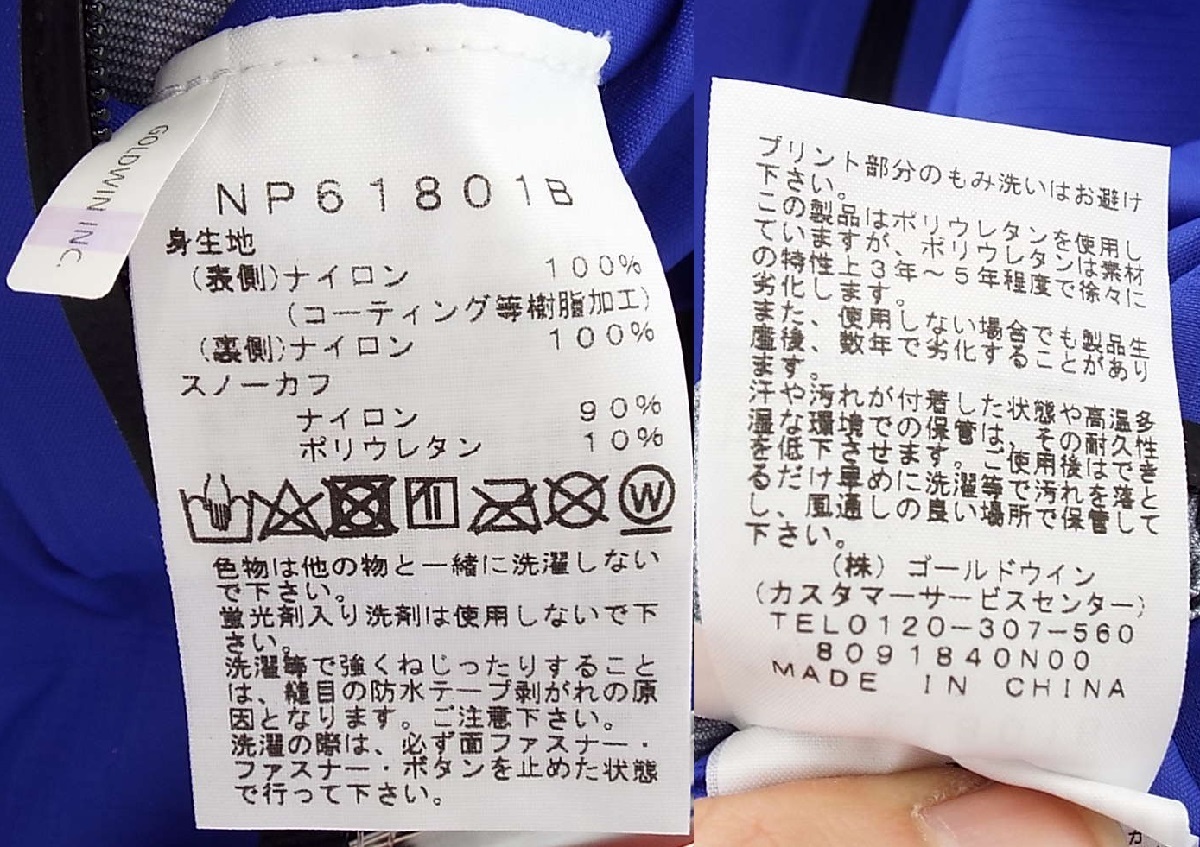 GOLDWIN INC.
NP61801B
身生地
(表側)ナイロン 100%
(コーティング等樹脂加工)
(裏側)ナイロン 100%
スノーカフ
ナイロン 90%
ポリウレタン 10%
W
色物は他の物と一緒に洗濯しない
で下さい。
蛍光剤入り洗剤は使用しないで下
さい。
洗濯等で強くねじったりすること
は、縫目の防水テープ剥がれの原
因となります。ご注意下さい。
洗濯の際は、必ず面ファスナー・
ファスナー・ボタンを止めた状態
で行って下さい。
プリント部分のもみ洗いはお避け
下さい。
この製品はポリウレタンを使用し
ていますが、ポリウレタンは素材
の特性上3年~5年程度で徐々に
劣化します。
また、使用しない場合でも製品生
産後、数年で劣化することがあり
ます。
汗や汚れが付着した状態や高温多
湿な環境での保管は、その耐久性
を低下させます。ご使用後はでき
るだけ早めに洗濯等で汚れを落と
し、風通しの良い場所で保管して
下さい。
(株)ゴールドウイン
(カスタマーサービスセンター)
TEL0120-307-560
8091840N00
MADE IN CHINA
カ